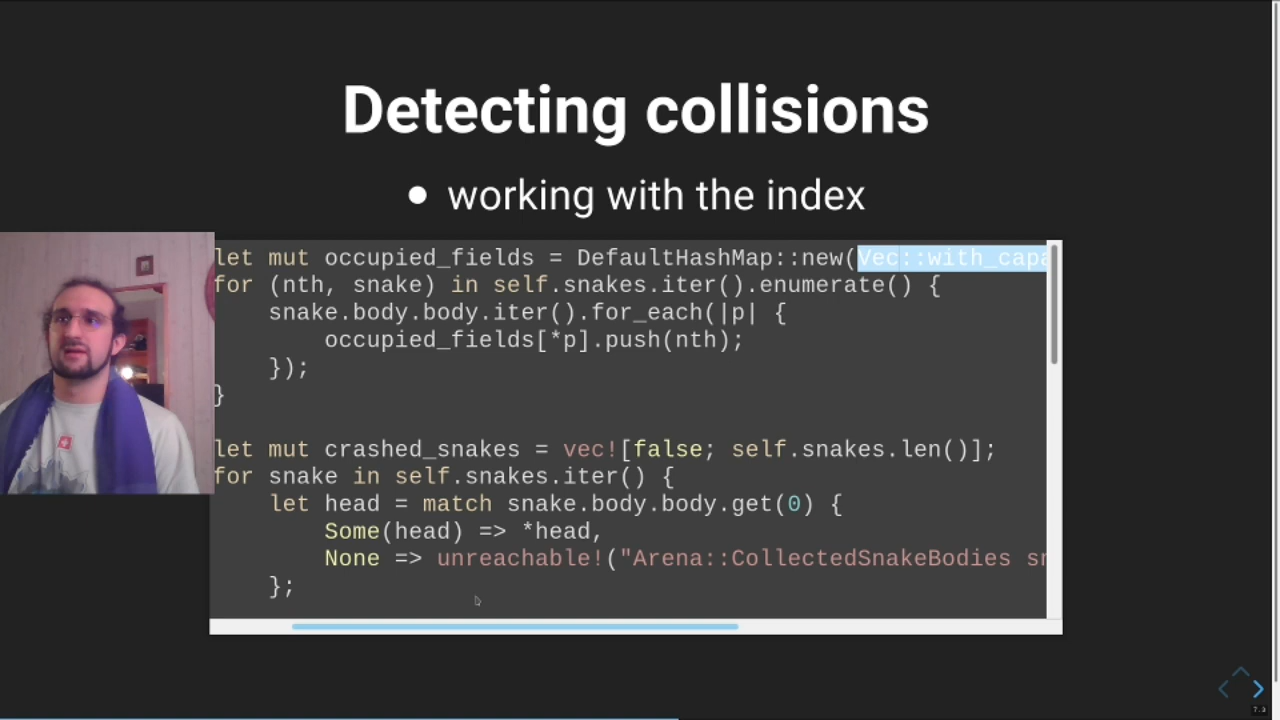 Detecting collisions
• working with the index
let mut occupied_fields = DefaultHashMap::new(Vec::with_capa
for (nth, snake) in self.snakes.iter().enumerate() {
    snake.body.body.iter().for_each(|p| {
        occupied_fields[*p].push(nth);
    });
}
let mut crashed_snakes = vec![false; self.snakes.len()];
for snake in self.snakes.iter() {
    let head = match snake.body.body.get(0) {
        Some(head) => *head,
        None => unreachable!("Arena::CollectedSnakeBodies sn
    };